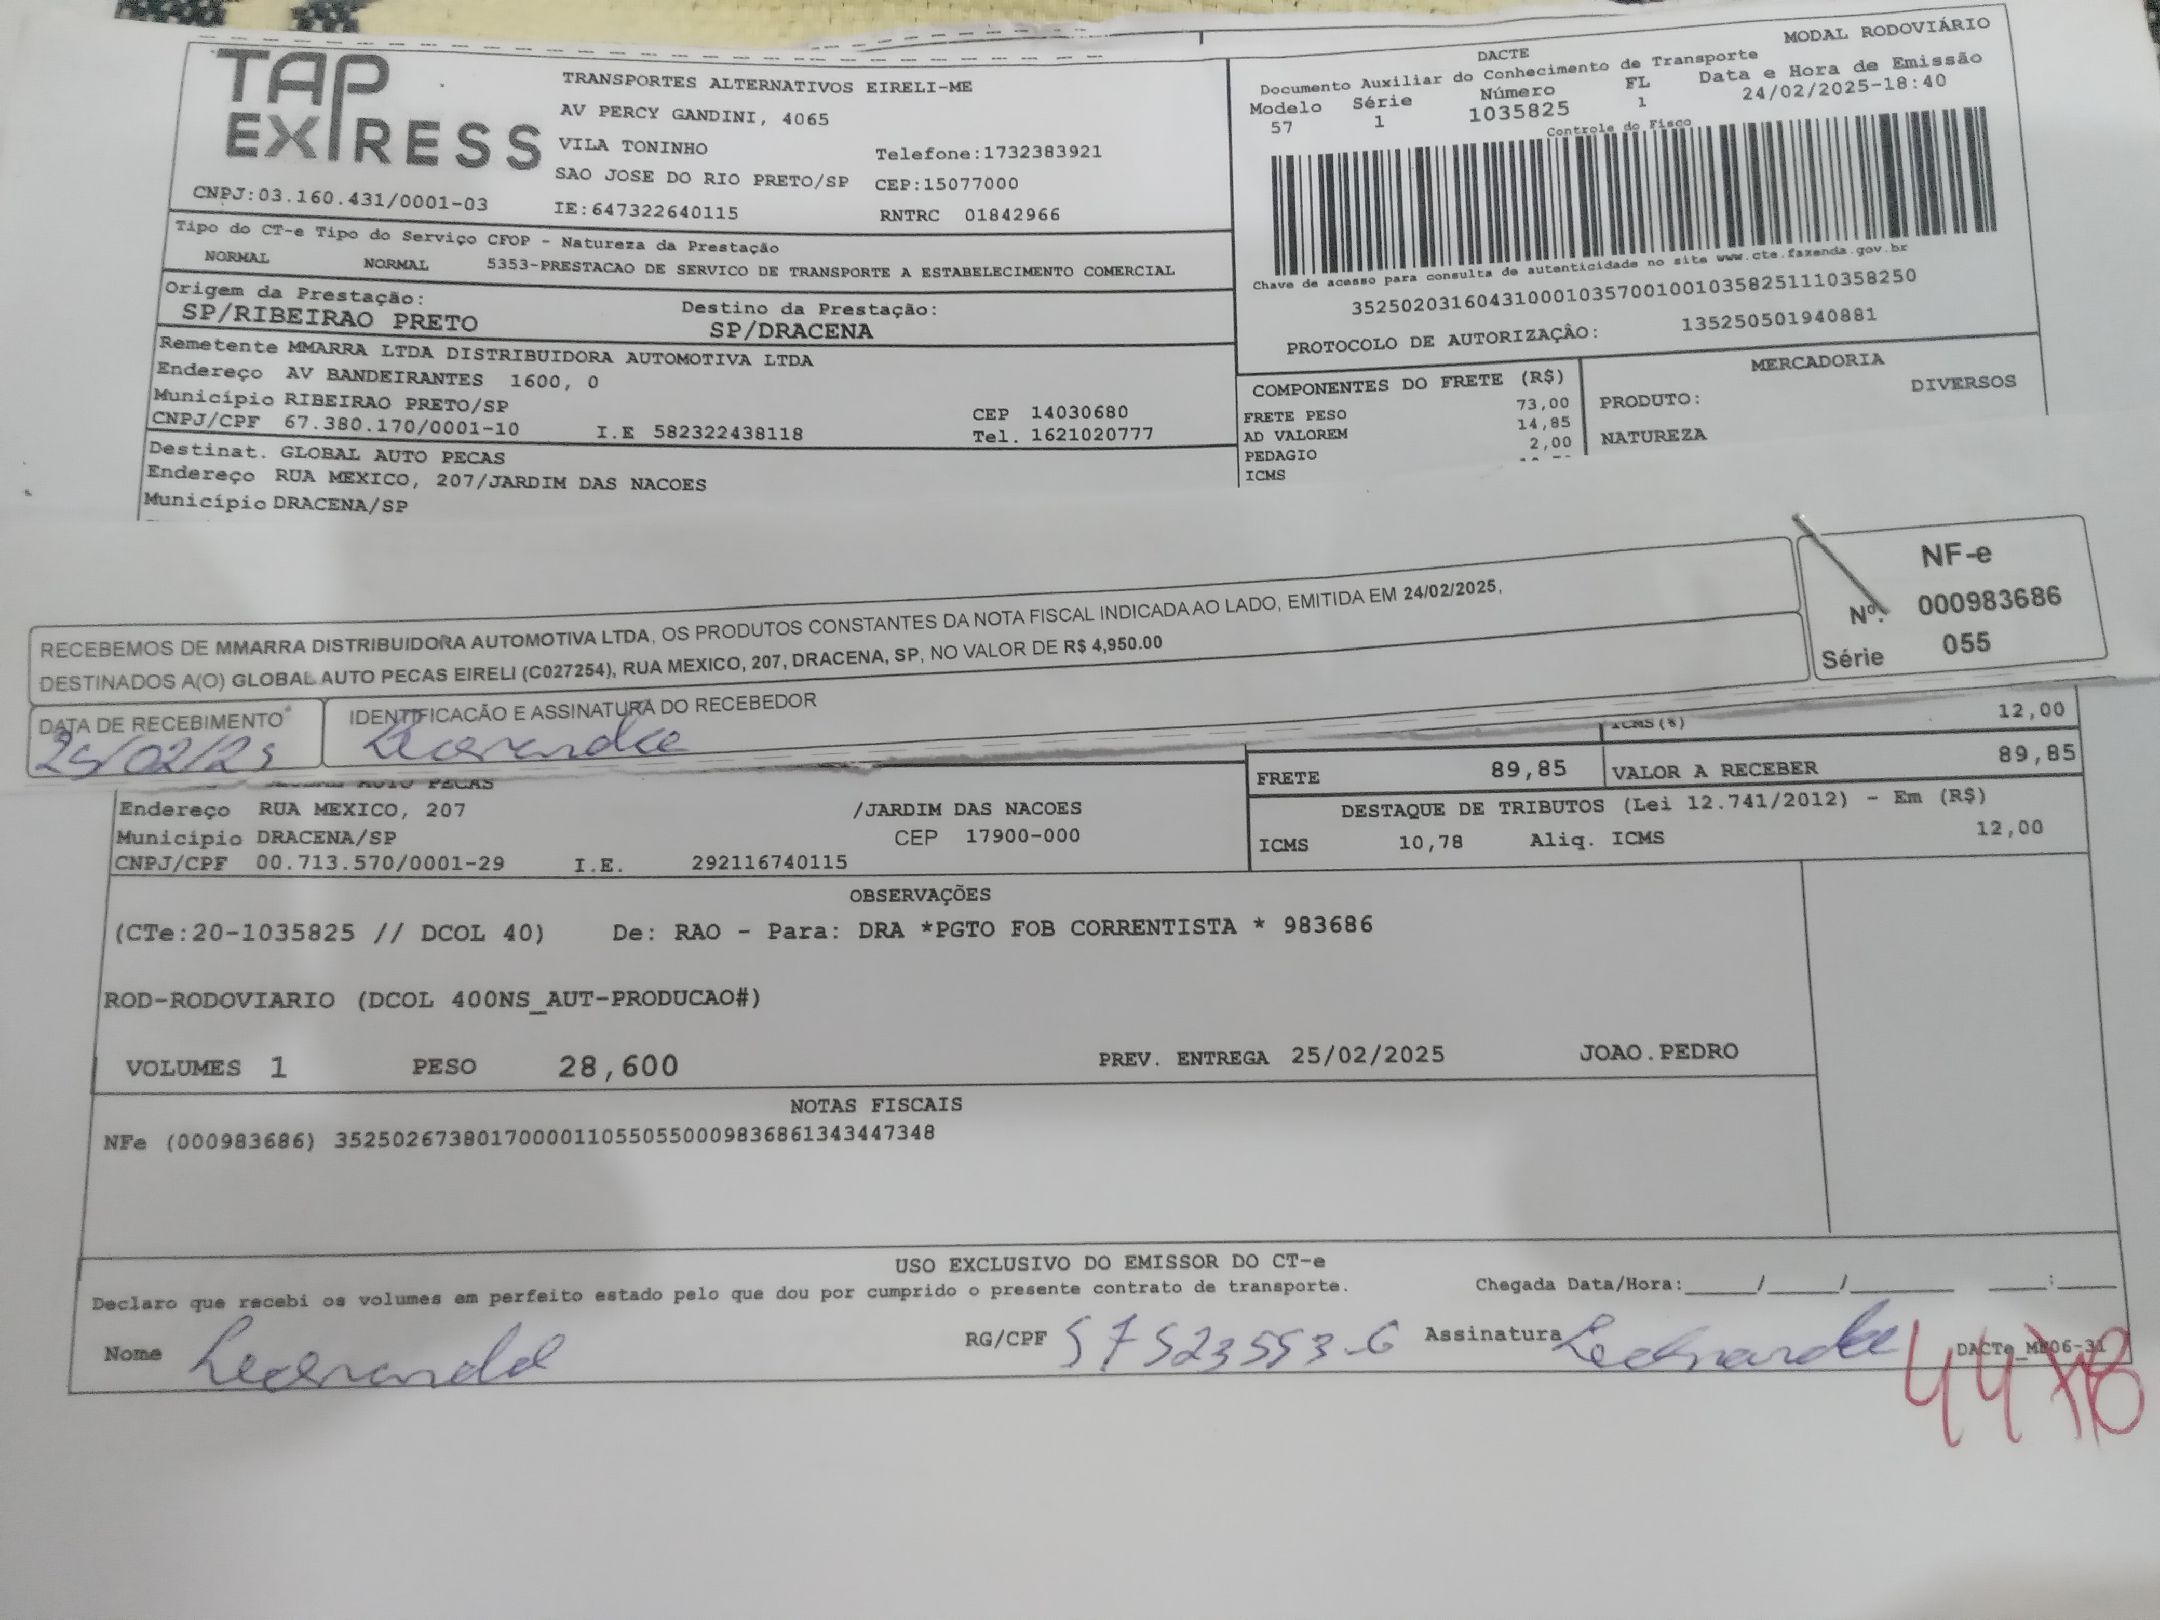 TAP EXPRESS
TRANSPORTES ALTERNATIVOS EIRELI-ME
AV PERCY GANDINI, 4065
VILA TONINHO Telefone:1732383921
SAO JOSE DO RIO PRETO/SP CEP:15077000
CNPJ:03.160.431/0001-03 IE:647322640115 RNTRC 01842966
MODAL RODOVIÁRIO
DACTE
Documento Auxiliar do Conhecimento de Transporte
Modelo Série Número FL Data e Hora de Emissão
57 1 1035825 1 24/02/2025-18:40
Controle do Fisco
Chave de acesso para consulta de autenticidade no site www.cte.fazenda.gov.br
35250203160431000103570010010358251110358250
PROTOCOLO DE AUTORIZAÇÂO: 135250501940881
Tipo do CT-e Tipo do Serviço CFOP - Natureza da Prestação
NORMAL NORMAL 5353-PRESTACAO DE SERVICO DE TRANSPORTE A ESTABELECIMENTO COMERCIAL
Origem da Prestação: Destino da Prestação:
SP/RIBEIRAO PRETO SP/DRACENA
Remetente MMARRA LTDA DISTRIBUIDORA AUTOMOTIVA LTDA
Endereço AV BANDEIRANTES 1600, 0
Município RIBEIRAO PRETO/SP CEP 14030680
CNPJ/CPF 67.380.170/0001-10 I.E 582322438118 Tel. 1621020777
Destinat. GLOBAL AUTO PECAS
Endereço RUA MEXICO, 207/JARDIM DAS NACOES
Município DRACENA/SP
COMPONENTES DO FRETE (R$)
FRETE PESO 73,00
AD VALOREM 14,85
PEDAGIO 2,00
ICMS
MERCADORIA
PRODUTO: DIVERSOS
NATUREZA
RECEBEMOS DE MMARRA DISTRIBUIDORA AUTOMOTIVA LTDA, OS PRODUTOS CONSTANTES DA NOTA FISCAL INDICADA AO LADO, EMITIDA EM 24/02/2025,
DESTINADOS A(O) GLOBAL AUTO PECAS EIRELI (C027254), RUA MEXICO, 207, DRACENA, SP, NO VALOR DE R$ 4,950.00
NF-e
Nº. 000983686
Série 055
DATA DE RECEBIMENTO IDENTIFICACÃO E ASSINATURA DO RECEBEDOR
25/02/25
ICMS(%) 12,00
FRETE 89,85 VALOR A RECEBER 89,85
AUTO PECAS
Endereço RUA MEXICO, 207 /JARDIM DAS NACOES
Município DRACENA/SP CEP 17900-000
CNPJ/CPF 00.713.570/0001-29 I.E. 292116740115
DESTAQUE DE TRIBUTOS (Lei 12.741/2012) - Em (R$)
ICMS 10,78 Aliq. ICMS 12,00
OBSERVAÇÕES
(CTe:20-1035825 // DCOL 40) De: RAO - Para: DRA *PGTO FOB CORRENTISTA * 983686
ROD-RODOVIARIO (DCOL 400NS_AUT-PRODUCAO#)
VOLUMES 1 PESO 28,600 PREV. ENTREGA 25/02/2025 JOAO.PEDRO
NOTAS FISCAIS
NFe (000983686) 35250267380170000110550550009836861343447348
USO EXCLUSIVO DO EMISSOR DO CT-e
Declaro que recebi os volumes em perfeito estado pelo que dou por cumprido o presente contrato de transporte. Chegada Data/Hora:_____/_____/_______ ____:____
Nome RG/CPF 57523553-6 Assinatura